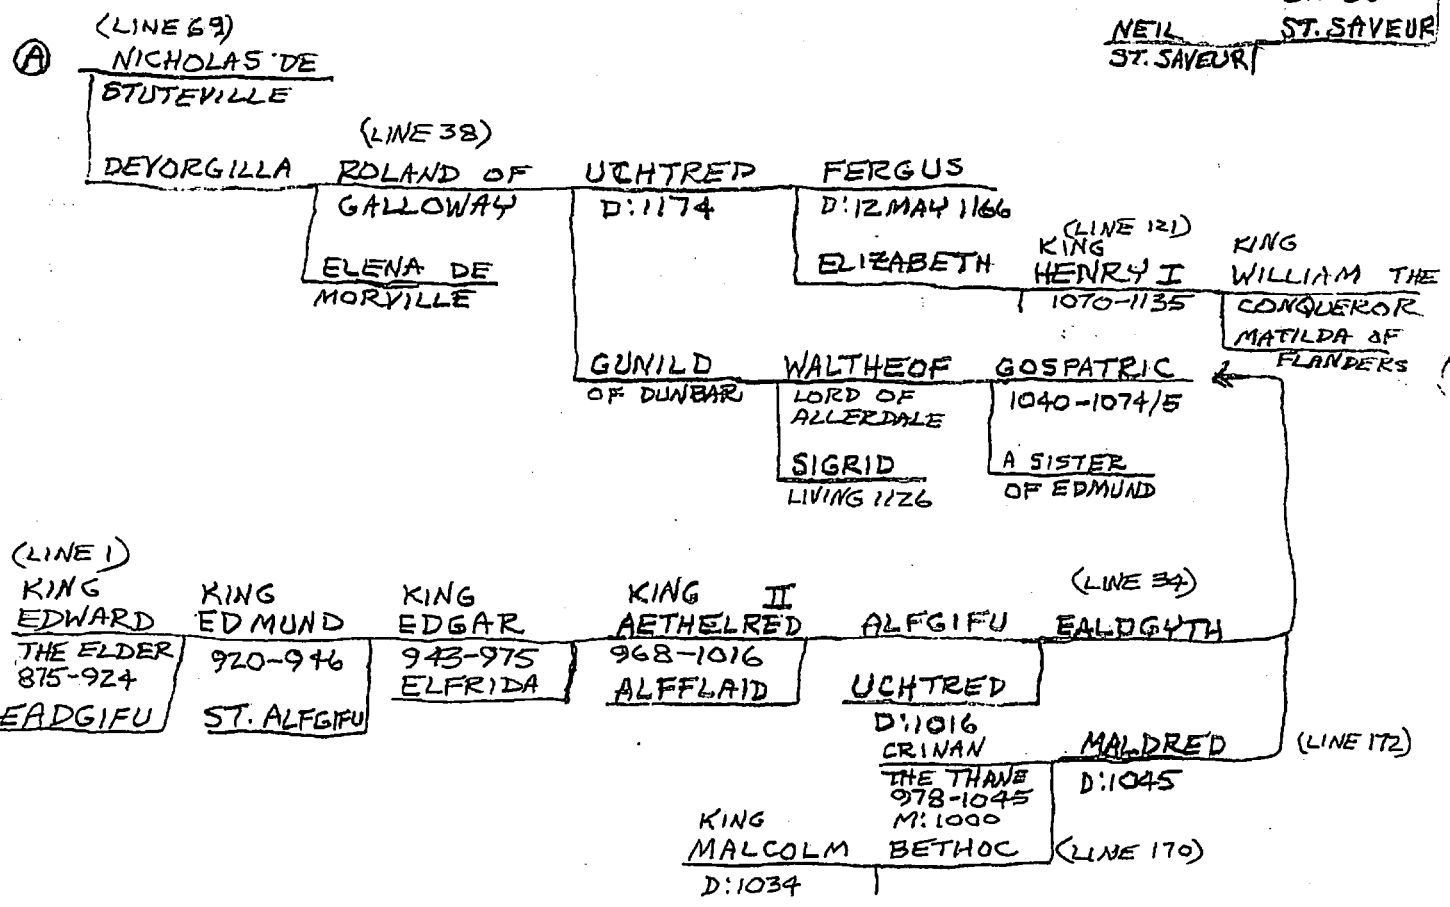 (LINE 69)
NEIL ST. SAVEUR
ST. SAVEUR
(A) NICHOLAS DE
STUTEVILLE
(LINE 38)
DEVORGILLA ROLAND OF UCHTRED FERGUS
GALLOWAY D:1174 D:12 MAY 1166
(LINE 121)
KING KING
ELENA DE ELIZABETH HENRY I WILLIAM THE
MORVILLE 1070-1135 CONQUEROR
MATILDA OF
FLANDERS
GUNILD WALTHEOF GOSPATRIC
OF DUNBAR LORD OF 1040-1074/5
ALLERDALE
SIGRID A SISTER
LIVING 1126 OF EDMUND
(LINE 1)
KING KING KING KING II (LINE 34)
EDWARD EDMUND EDGAR AETHELRED ALFGIFU EALDGYTH
THE ELDER 920-946 943-975 968-1016
875-924
EADGIFU ST. ALFGIFU ELFRIDA ALFFLAID UCHTRED
D:1016
CRINAN MALDRED (LINE 172)
THE THANE D:1045
978-1045
KING M:1000
MALCOLM BETHOC (LINE 170)
D:1034